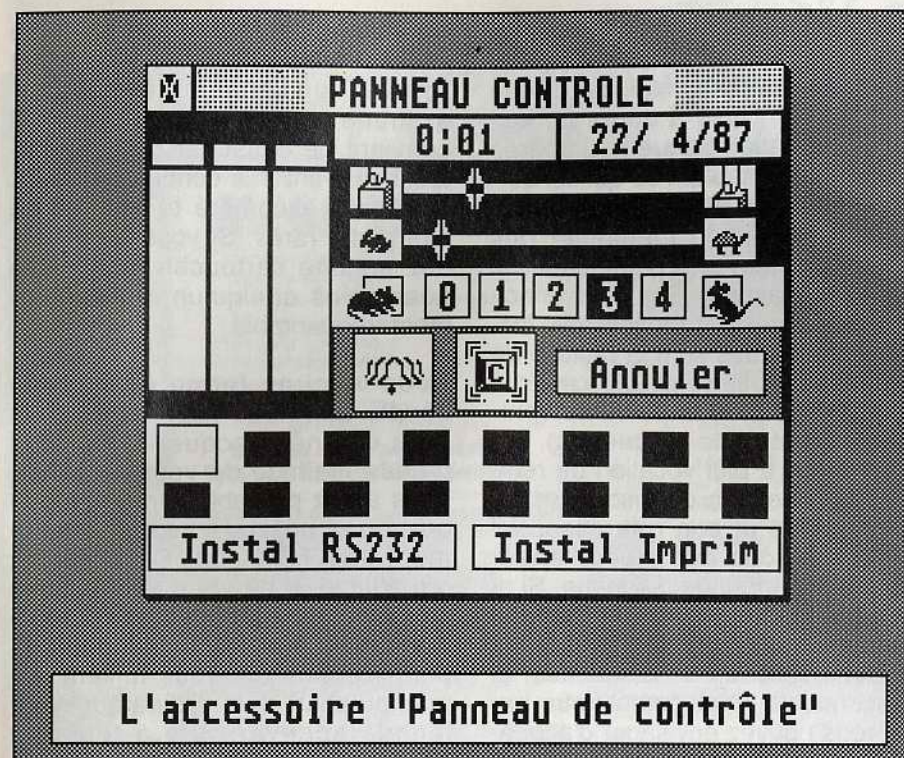 PANNEAU CONTROLE
0:01 22/ 4/87
0 1 2 3 4
C Annuler
Instal RS232 Instal Imprim
L'accessoire "Panneau de contrôle"